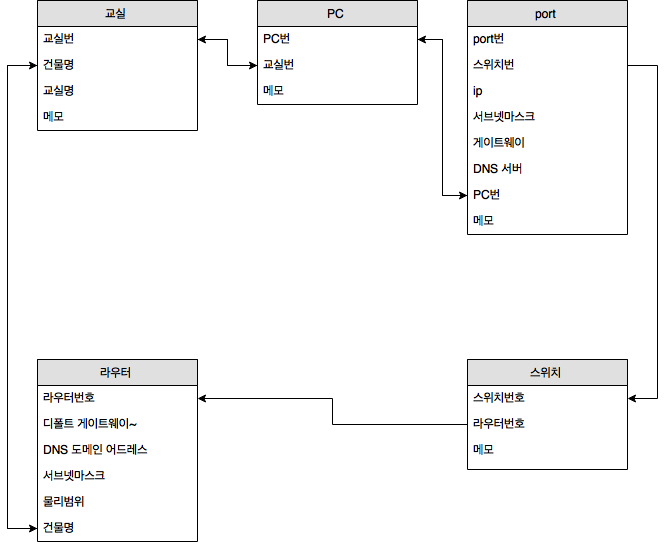 교실
교실번
건물명
교실명
메모
PC
PC번
교실번
메모
port
port번
스위치번
ip
서브넷마스크
게이트웨이
DNS 서버
PC번
메모
라우터
라우터번호
디폴트 게이트웨이~
DNS 도메인 어드레스
서브넷마스크
물리범위
건물명
스위치
스위치번호
라우터번호
메모